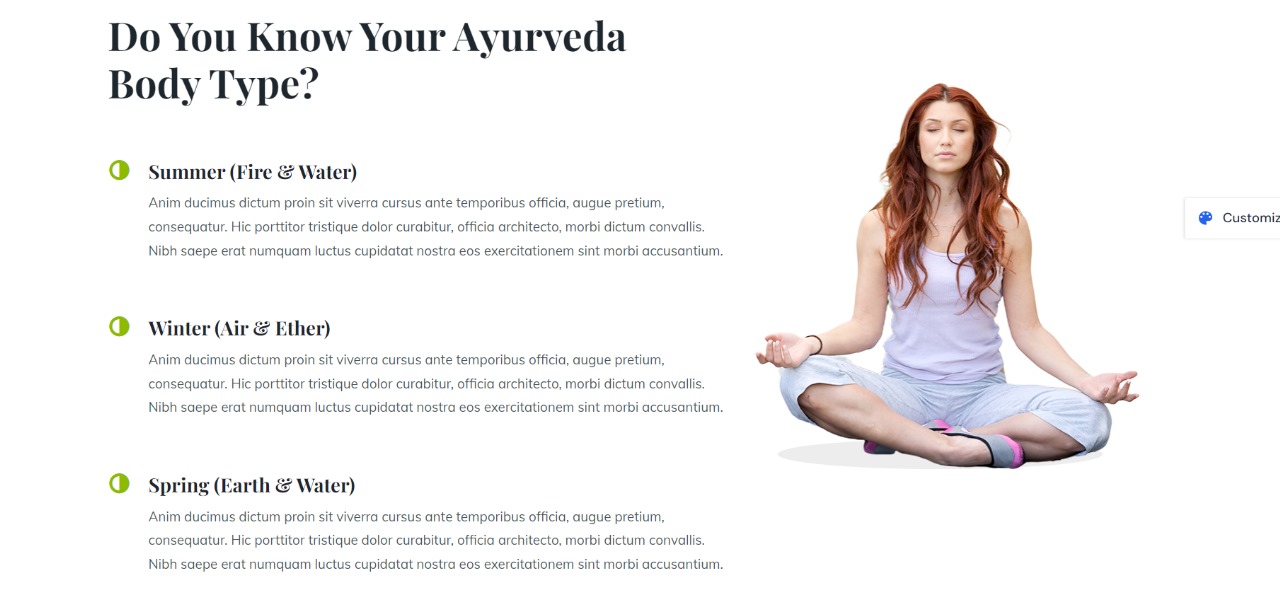 Do You Know Your Ayurveda
Body Type?
Summer (Fire & Water)
Anim ducimus dictum proin sit viverra cursus ante temporibus officia, augue pretium,
consequatur. Hic porttitor tristique dolor curabitur, officia architecto, morbi dictum convallis.
Nibh saepe erat numquam luctus cupidatat nostra eos exercitationem sint morbi accusantium.
Customiz
Winter (Air & Ether)
Anim ducimus dictum proin sit viverra cursus ante temporibus officia, augue pretium,
consequatur. Hic porttitor tristique dolor curabitur, officia architecto, morbi dictum convallis.
Nibh saepe erat numquam luctus cupidatat nostra eos exercitationem sint morbi accusantium.
Spring (Earth & Water)
Anim ducimus dictum proin sit viverra cursus ante temporibus officia, augue pretium,
consequatur. Hic porttitor tristique dolor curabitur, officia architecto, morbi dictum convallis.
Nibh saepe erat numquam luctus cupidatat nostra eos exercitationem sint morbi accusantium.